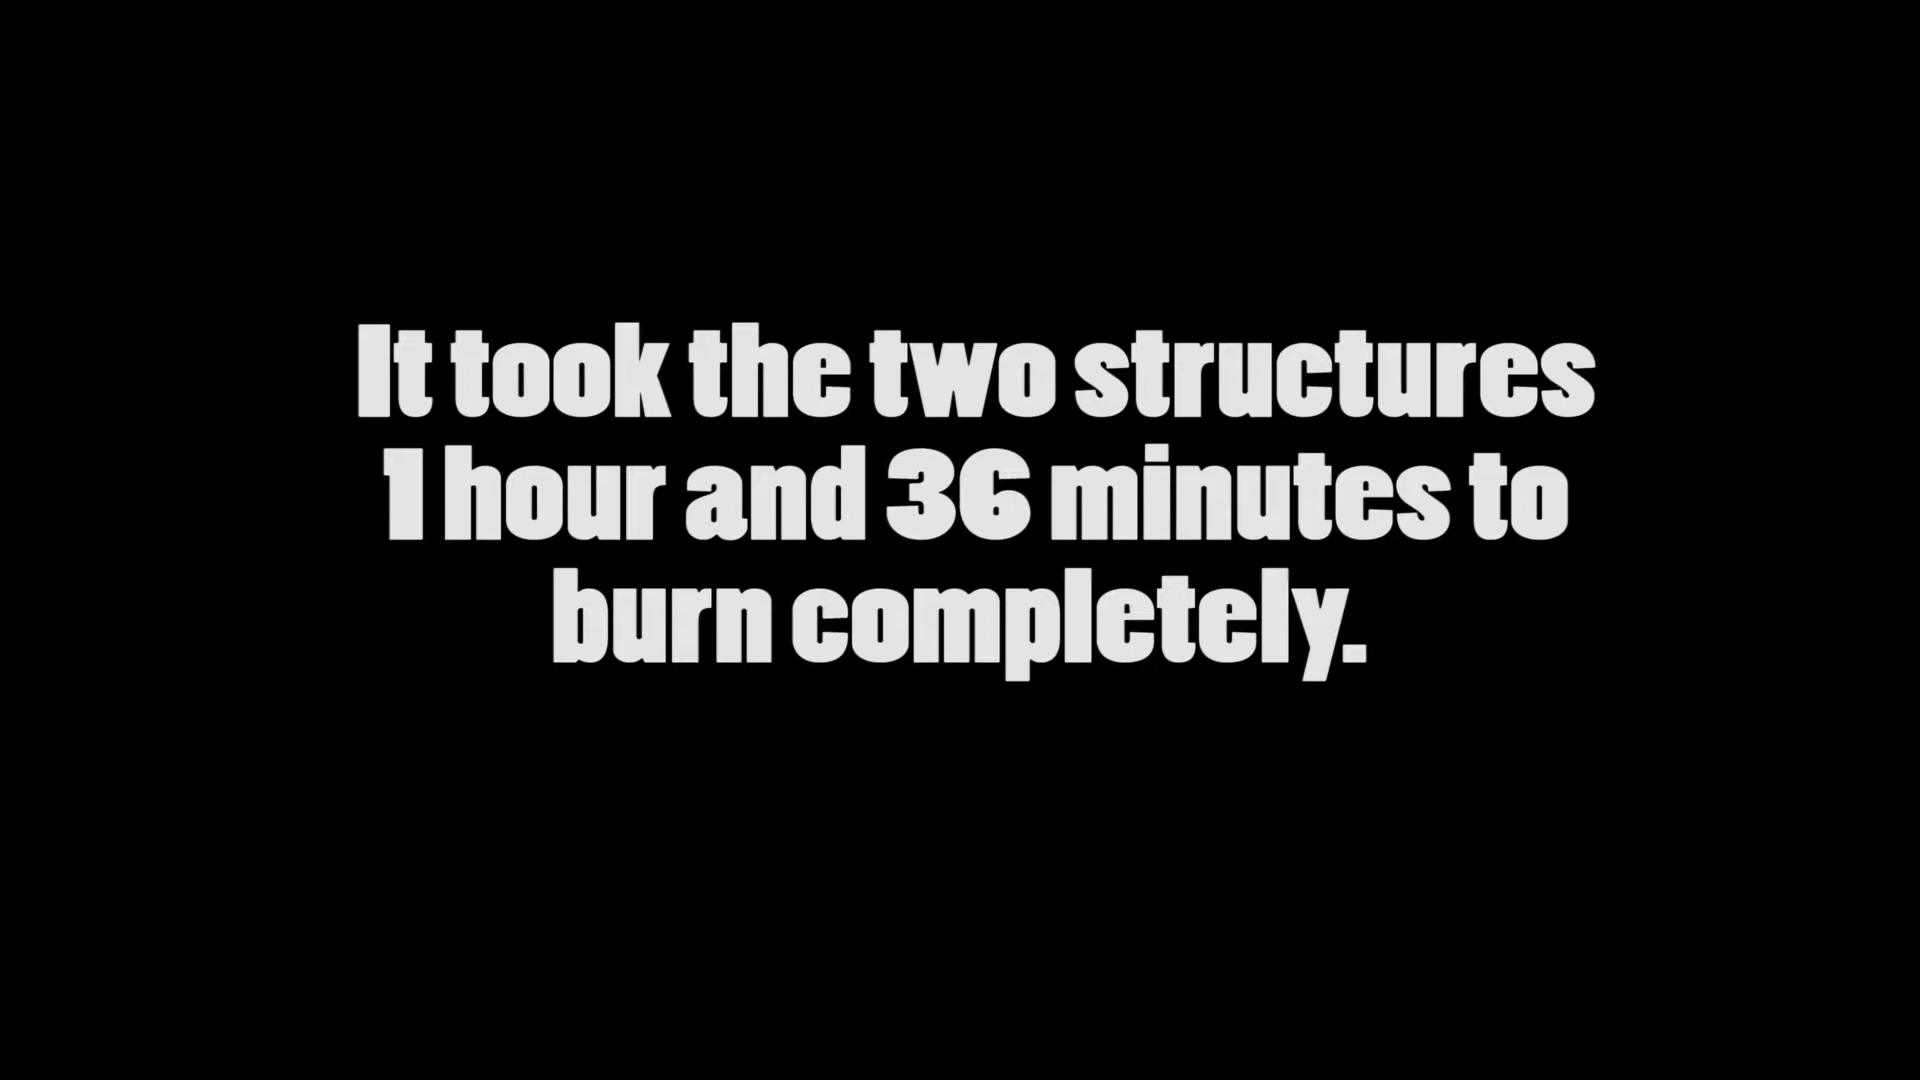 It took the two structures
1 hour and 36 minutes to
burn completely.